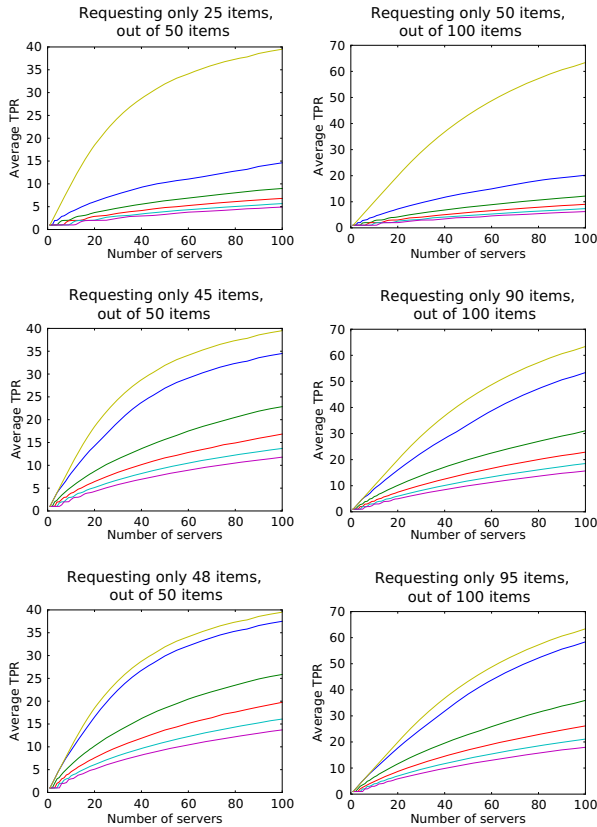 Requesting only 25 items,
out of 50 items
Average TPR
40
35
30
25
20
15
10
5
0
0 20 40 60 80 100
Number of servers
Requesting only 50 items,
out of 100 items
Average TPR
70
60
50
40
30
20
10
0
0 20 40 60 80 100
Number of servers
Requesting only 45 items,
out of 50 items
Average TPR
40
35
30
25
20
15
10
5
0
0 20 40 60 80 100
Number of servers
Requesting only 90 items,
out of 100 items
Average TPR
70
60
50
40
30
20
10
0
0 20 40 60 80 100
Number of servers
Requesting only 48 items,
out of 50 items
Average TPR
40
35
30
25
20
15
10
5
0
0 20 40 60 80 100
Number of servers
Requesting only 95 items,
out of 100 items
Average TPR
70
60
50
40
30
20
10
0
0 20 40 60 80 100
Number of servers